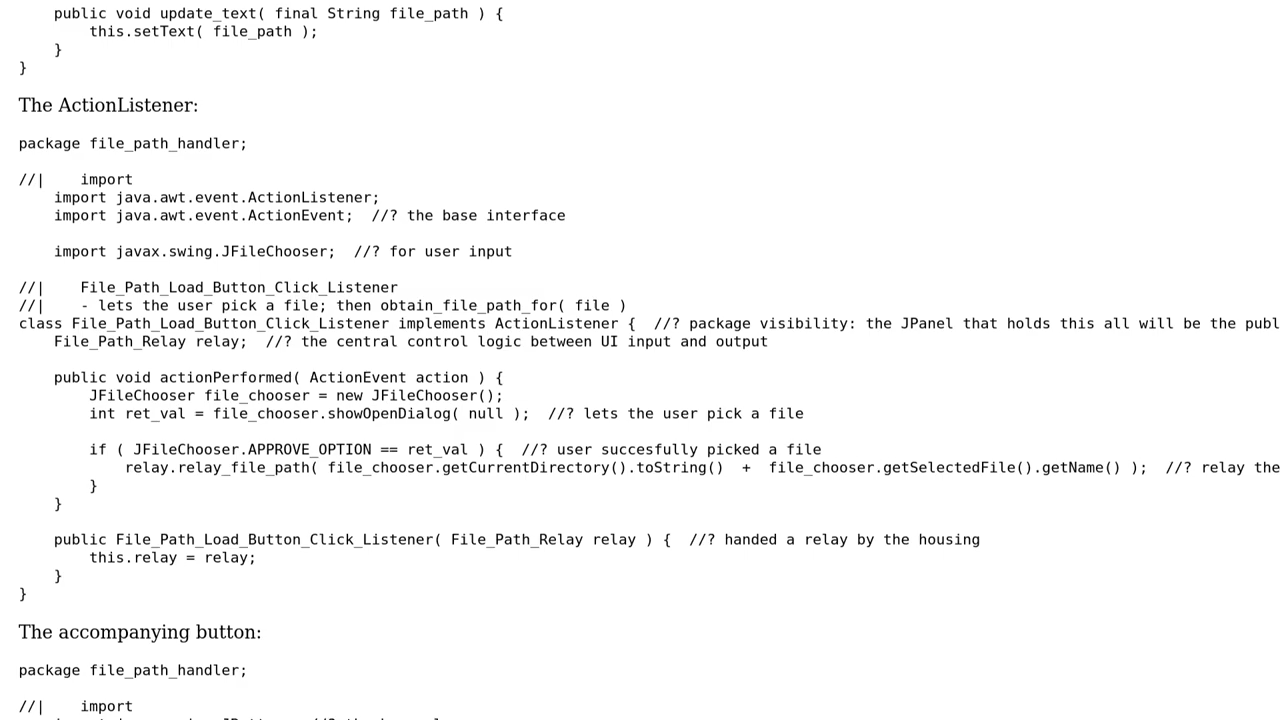 public void update_text( final String file_path ) {
        this.setText( file_path );
    }
}
The ActionListener:
package file_path_handler;
//|    import
    import java.awt.event.ActionListener;
    import java.awt.event.ActionEvent;  //? the base interface
    import javax.swing.JFileChooser;  //? for user input
//|    File_Path_Load_Button_Click_Listener
//|    - lets the user pick a file; then obtain_file_path_for( file )
class File_Path_Load_Button_Click_Listener implements ActionListener {  //? package visibility: the JPanel that holds this all will be the publ
    File_Path_Relay relay;  //? the central control logic between UI input and output
    public void actionPerformed( ActionEvent action ) {
        JFileChooser file_chooser = new JFileChooser();
        int ret_val = file_chooser.showOpenDialog( null );  //? lets the user pick a file
        if ( JFileChooser.APPROVE_OPTION == ret_val ) {  //? user succesfully picked a file
            relay.relay_file_path( file_chooser.getCurrentDirectory().toString()  +  file_chooser.getSelectedFile().getName() );  //? relay the
        }
    }
    public File_Path_Load_Button_Click_Listener( File_Path_Relay relay ) {  //? handed a relay by the housing
        this.relay = relay;
    }
}
The accompanying button:
package file_path_handler;
//|    import